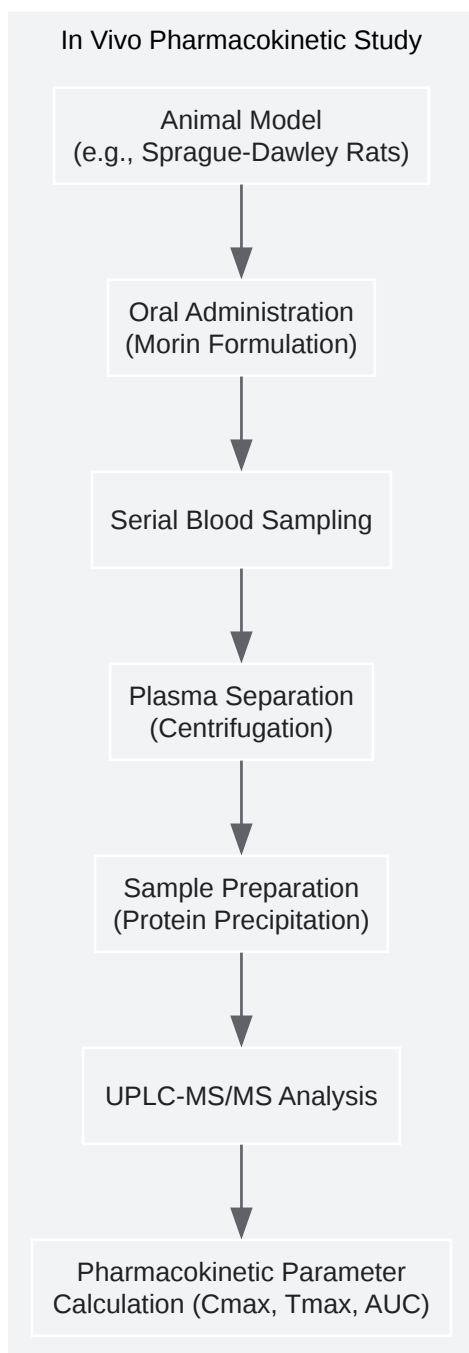 In Vivo Pharmacokinetic Study
Animal Model
(e.g., Sprague-Dawley Rats)
Oral Administration
(Morin Formulation)
Serial Blood Sampling
Plasma Separation
(Centrifugation)
Sample Preparation
(Protein Precipitation)
UPLC-MS/MS Analysis
Pharmacokinetic Parameter
Calculation (Cmax, Tmax, AUC)